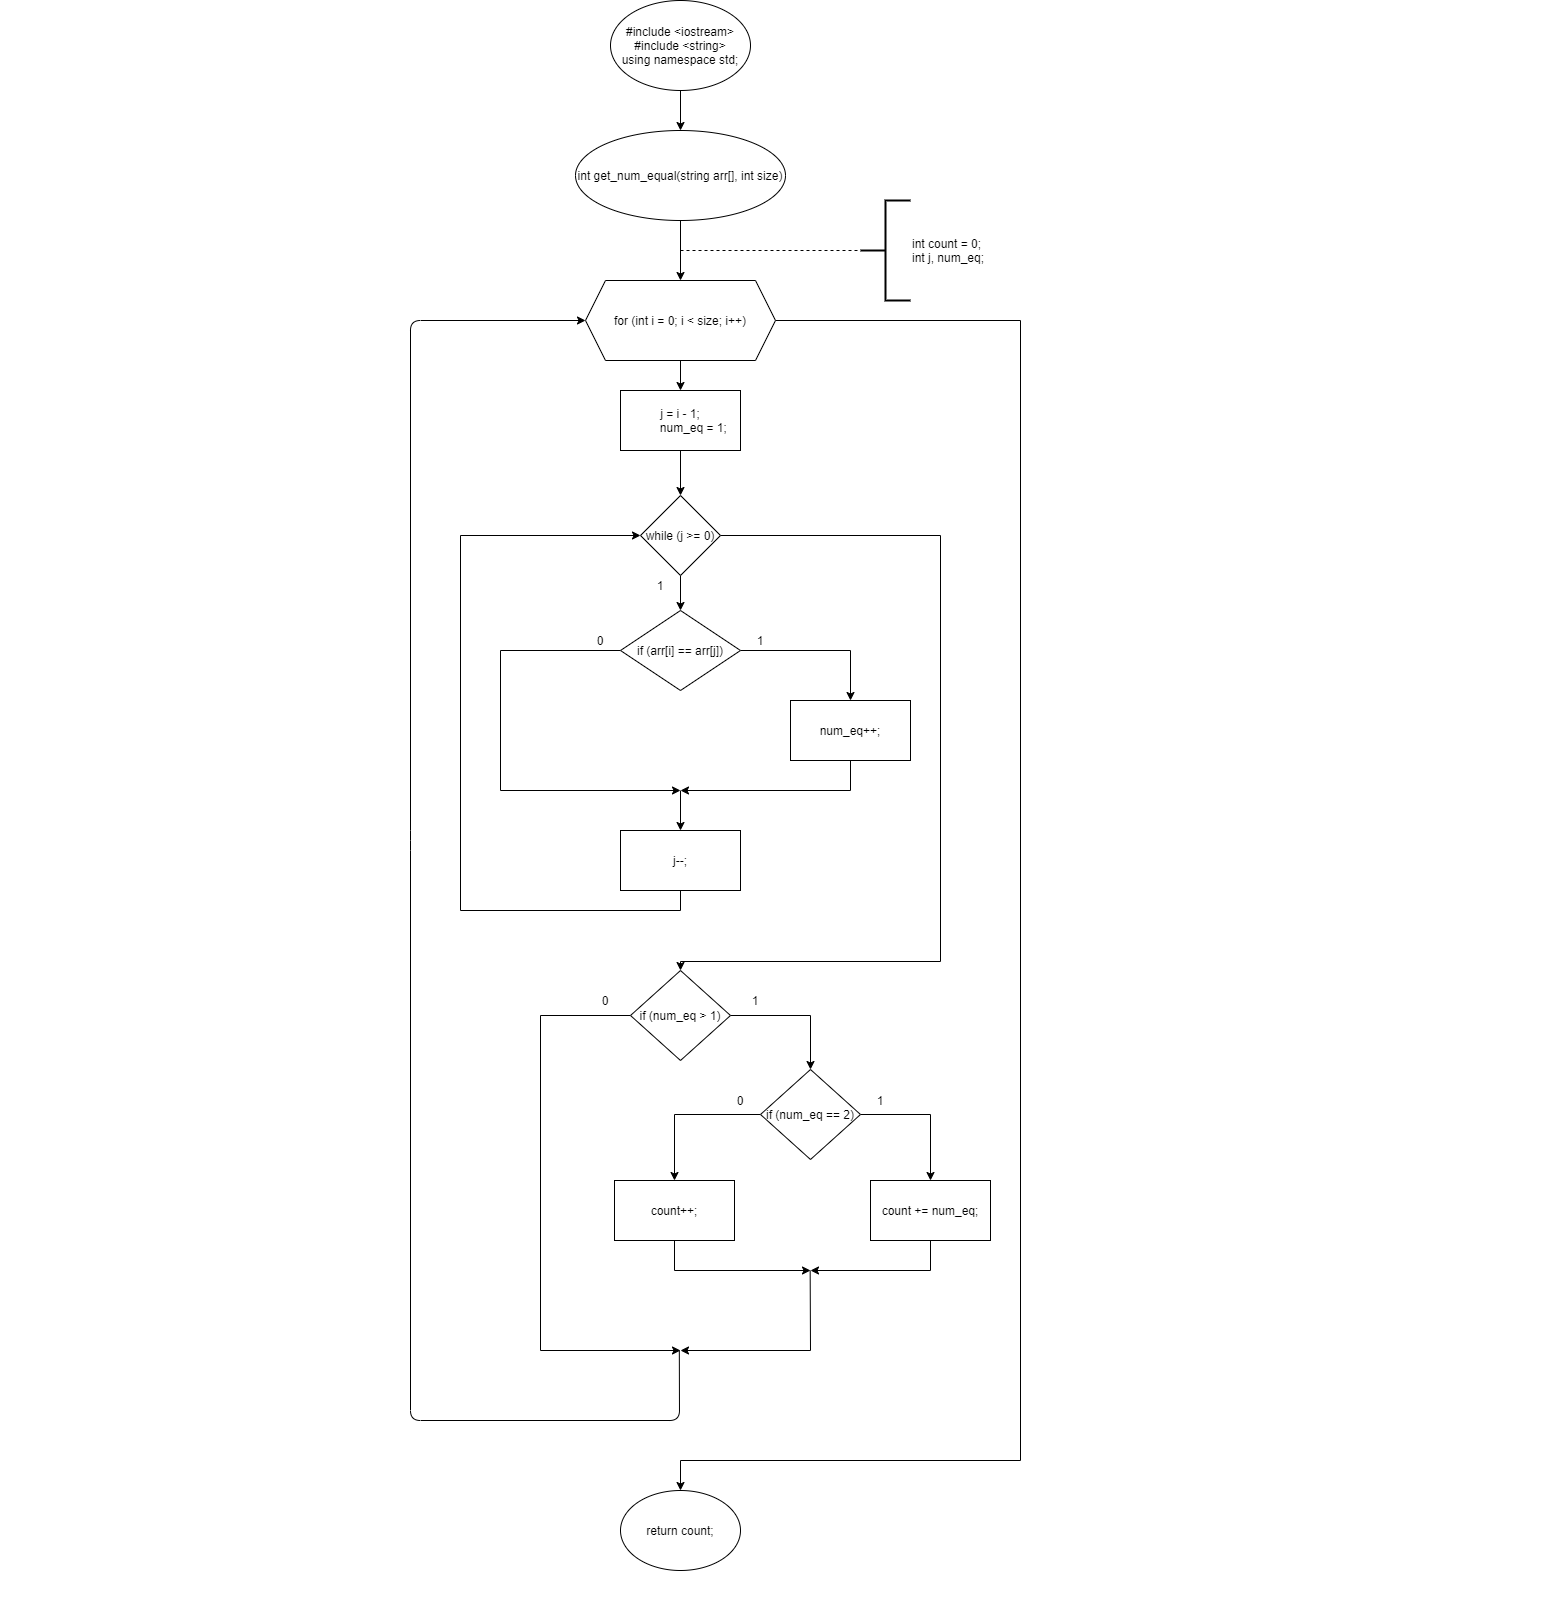 #include <iostream>
#include <string>
using namespace std;
int get_num_equal(string arr[], int size)
int count = 0;
int j, num_eq;
for (int i = 0; i < size; i++)
j = i - 1;
num_eq = 1;
while (j >= 0)
1
0
if (arr[i] == arr[j])
1
num_eq++;
j--;
0
if (num_eq > 1)
1
0
if (num_eq == 2)
1
count++;
count += num_eq;
return count;